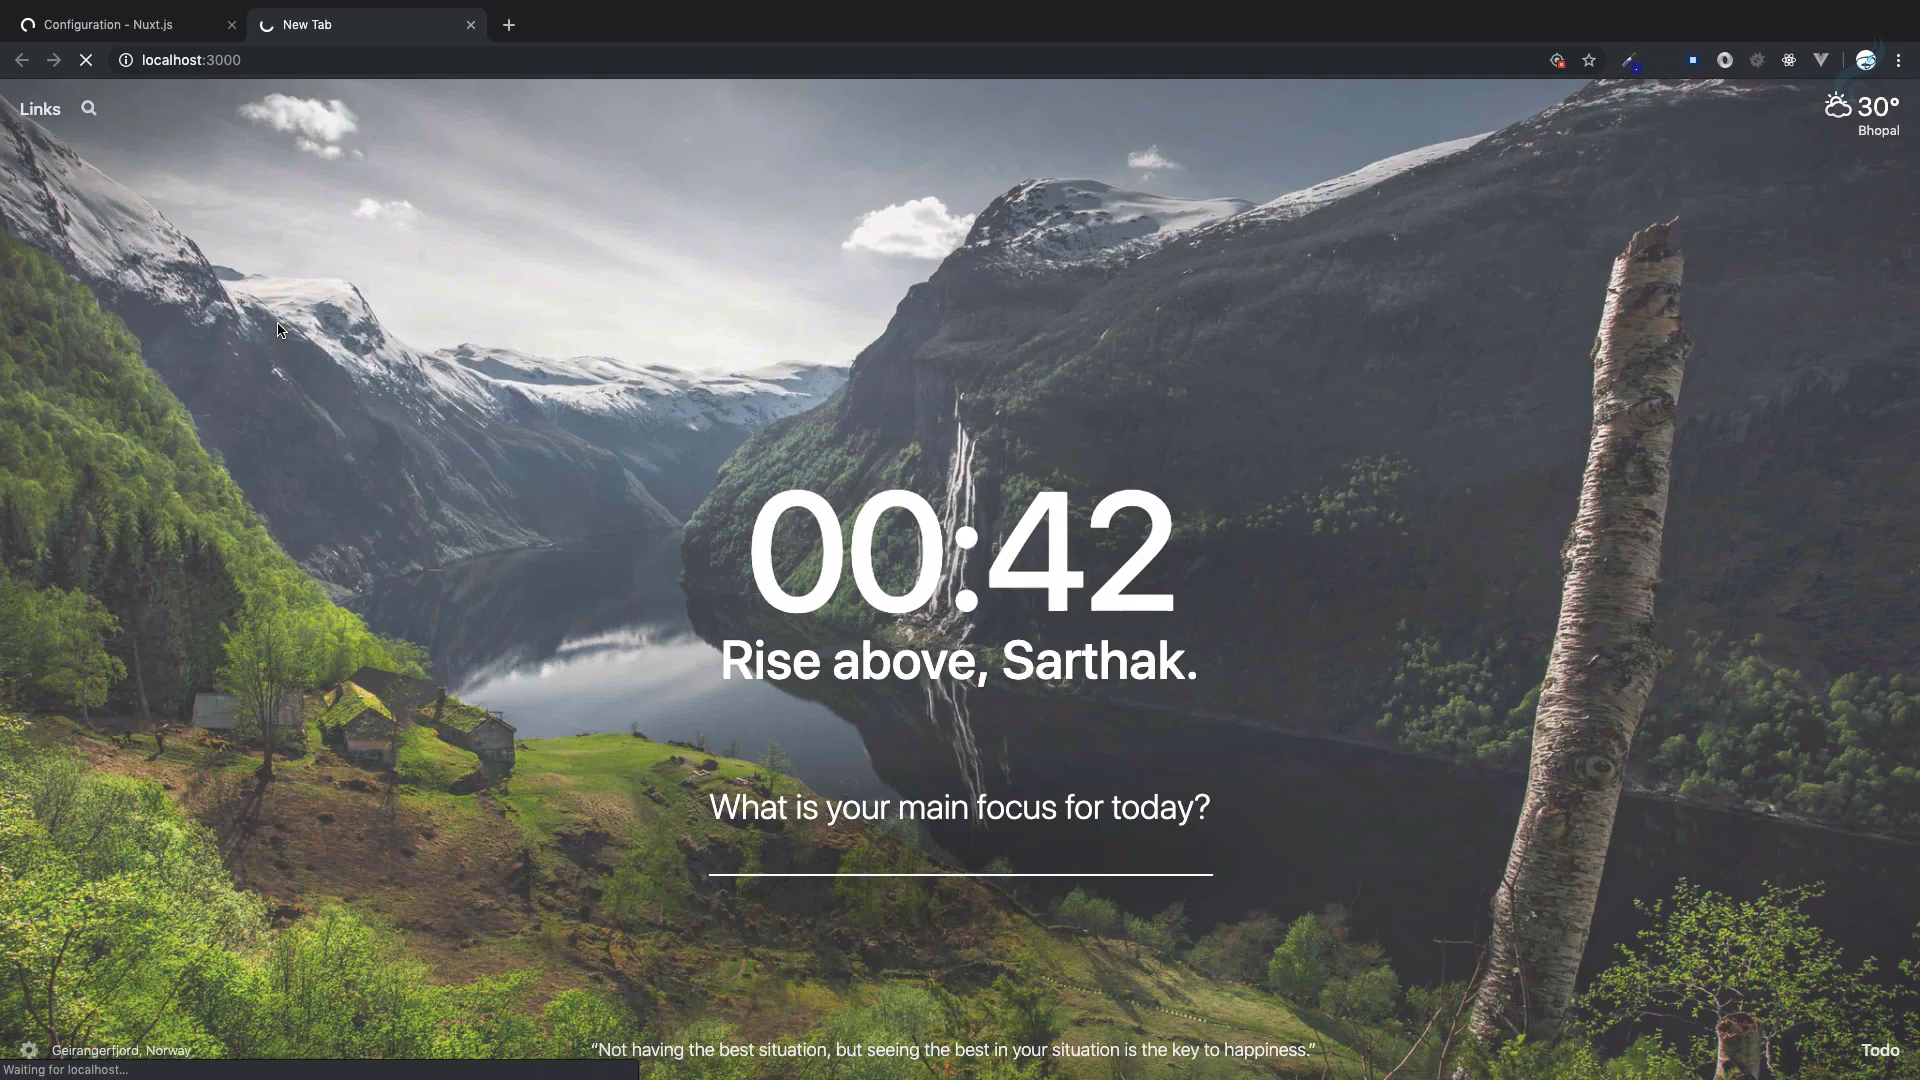 Configuration - Nuxt.js
New Tab
localhost:3000
Links
30°
Bhopal
00:42
Rise above, Sarthak.
What is your main focus for today?
Geirangerfjord, Norway
“Not having the best situation, but seeing the best in your situation is the key to happiness.”
Todo
Waiting for localhost...